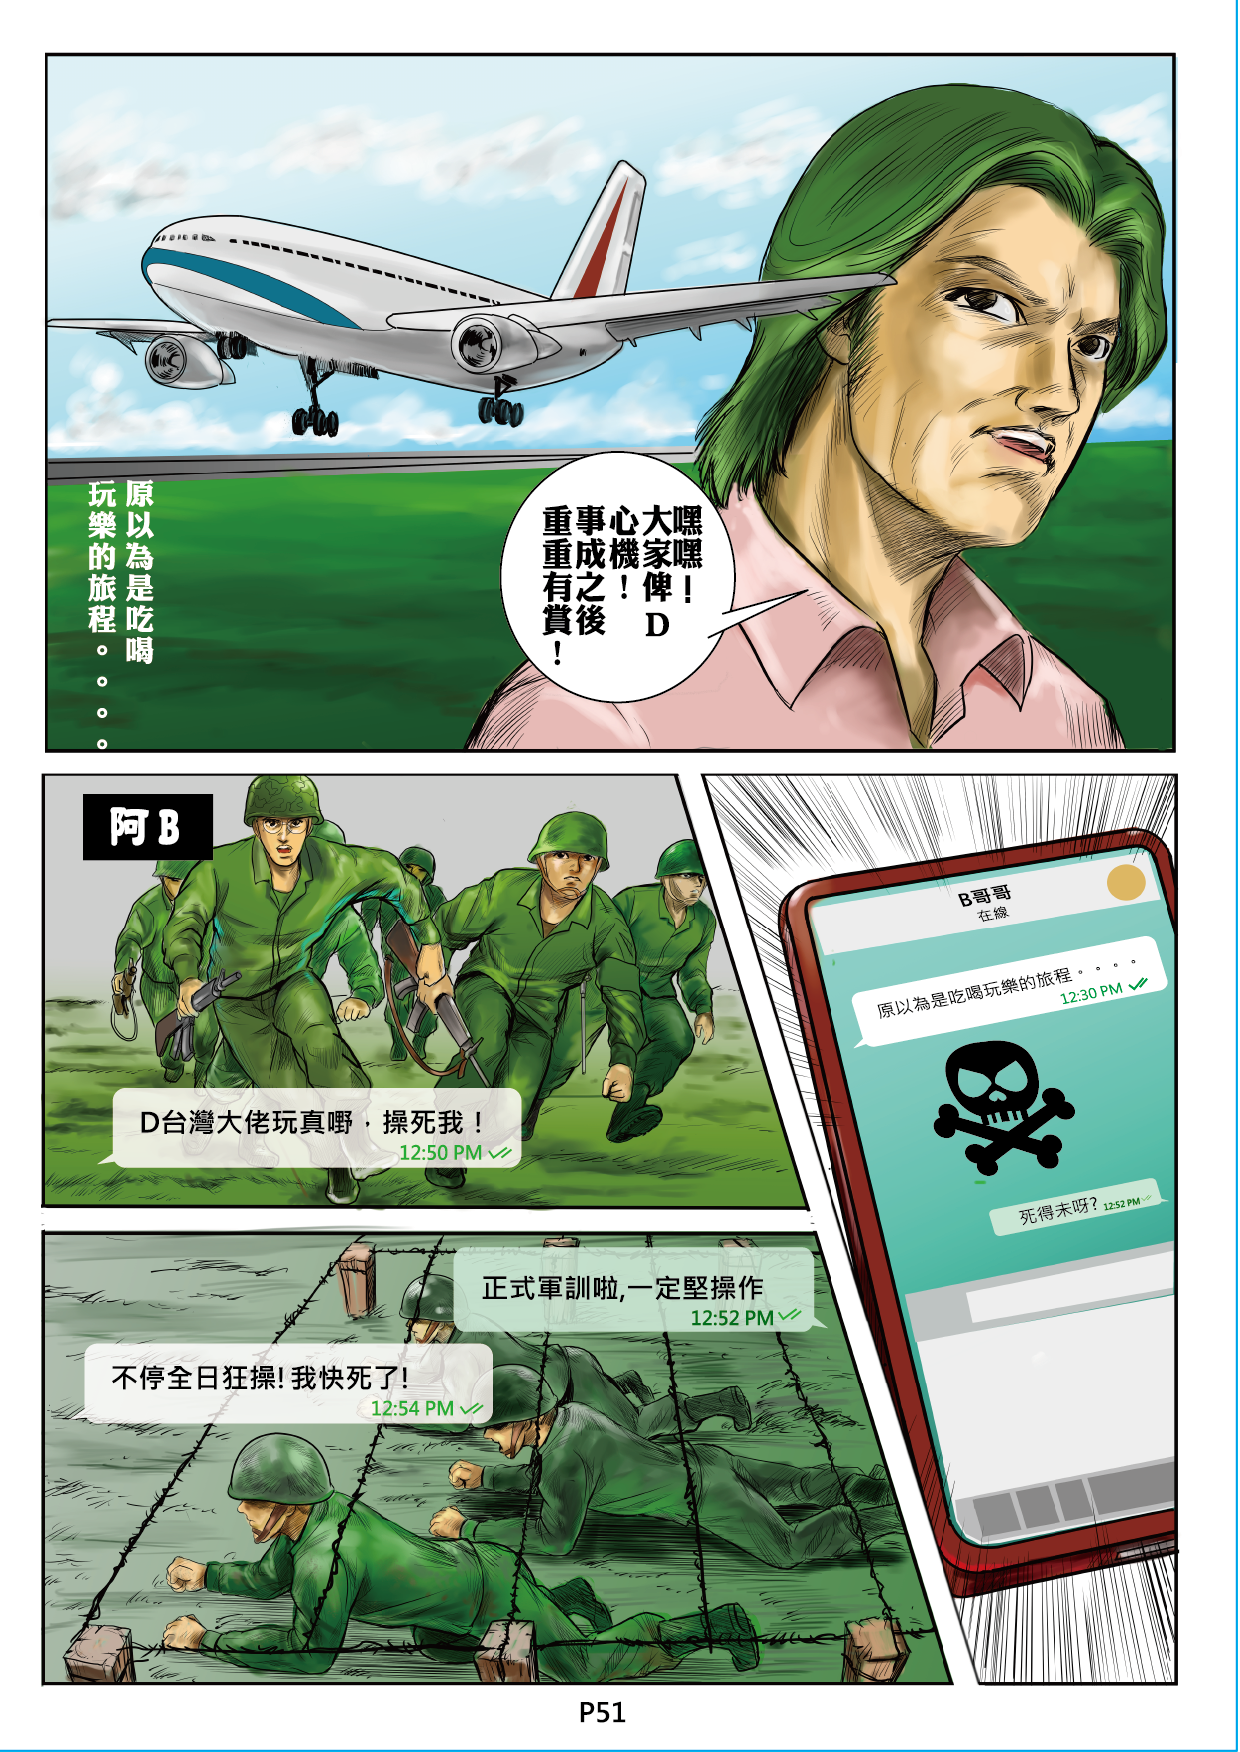 嘿嘿！
大家俾D
心機！
事成之後
重重有賞！
原以為是吃喝
玩樂的旅程。。。。
阿B
D台灣大佬玩真嘢，操死我！
12:50 PM
B哥哥
在線
原以為是吃喝玩樂的旅程。。。。
12:30 PM
死得未呀? 12:52 PM
正式軍訓啦,一定堅操作
12:52 PM
不停全日狂操! 我快死了!
12:54 PM
P51